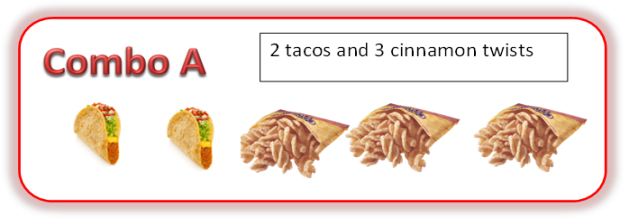 Combo A
2 tacos and 3 cinnamon twists